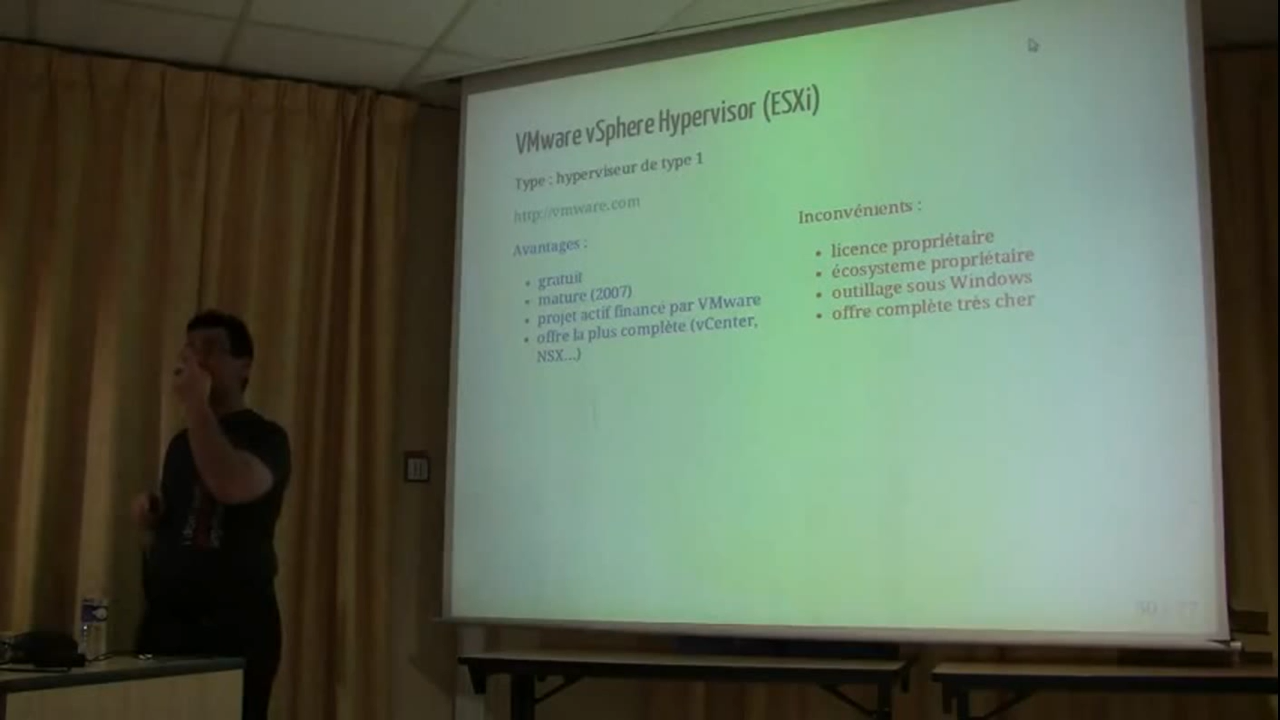 VMware vSphere Hypervisor (ESXi)
Type : hyperviseur de type 1
http://vmware.com
Avantages :
• gratuit
• mature (2007)
• projet actif financé par VMware
• offre la plus complète (vCenter,
NSX...)
Inconvénients :
• licence propriétaire
• écosysteme propriétaire
• outillage sous Windows
• offre complète très cher